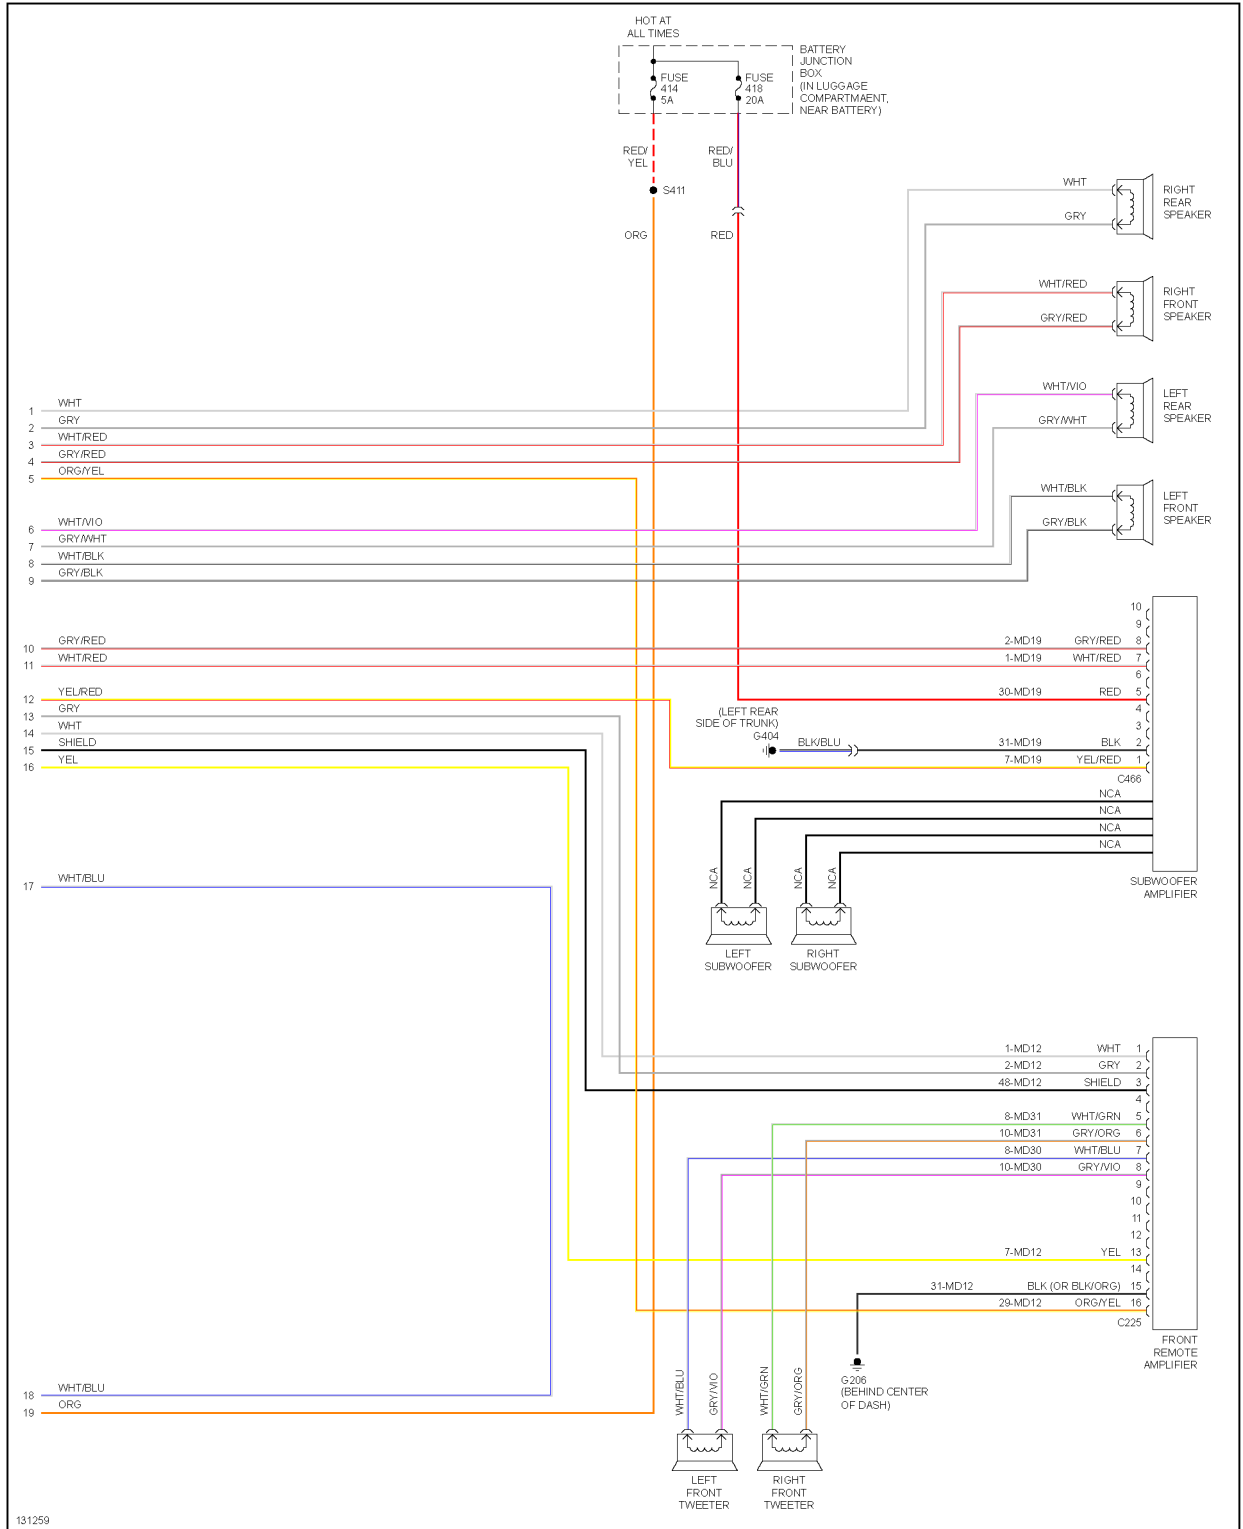 HOT AT
ALL TIMES
BATTERY
JUNCTION
BOX
(IN LUGGAGE
COMPARTMAENT,
NEAR BATTERY)
FUSE
414
5A
FUSE
418
20A
RED/
YEL
RED/
BLU
S411
ORG
RED
WHT
GRY
RIGHT
REAR
SPEAKER
WHT/RED
GRY/RED
RIGHT
FRONT
SPEAKER
WHT/VIO
GRY/WHT
LEFT
REAR
SPEAKER
WHT/BLK
GRY/BLK
LEFT
FRONT
SPEAKER
1 WHT
2 GRY
3 WHT/RED
4 GRY/RED
5 ORG/YEL
6 WHT/VIO
7 GRY/WHT
8 WHT/BLK
9 GRY/BLK
10 GRY/RED
11 WHT/RED
12 YEL/RED
13 GRY
14 WHT
15 SHIELD
16 YEL
17 WHT/BLU
18 WHT/BLU
19 ORG
10
9
2-MD19 GRY/RED 8
1-MD19 WHT/RED 7
6
30-MD19 RED 5
4
3
31-MD19 BLK 2
7-MD19 YEL/RED 1
C466
(LEFT REAR
SIDE OF TRUNK)
G404
BLK/BLU
NCA
NCA
NCA
NCA
SUBWOOFER
AMPLIFIER
NCA
NCA
NCA
NCA
LEFT
SUBWOOFER
RIGHT
SUBWOOFER
1-MD12 WHT 1
2-MD12 GRY 2
48-MD12 SHIELD 3
4
8-MD31 WHT/GRN 5
10-MD31 GRY/ORG 6
8-MD30 WHT/BLU 7
10-MD30 GRY/VIO 8
9
10
11
12
7-MD12 YEL 13
14
31-MD12 BLK (OR BLK/ORG) 15
29-MD12 ORG/YEL 16
C225
FRONT
REMOTE
AMPLIFIER
G206
(BEHIND CENTER
OF DASH)
WHT/BLU
GRY/VIO
WHT/GRN
GRY/ORG
LEFT
FRONT
TWEETER
RIGHT
FRONT
TWEETER
131259